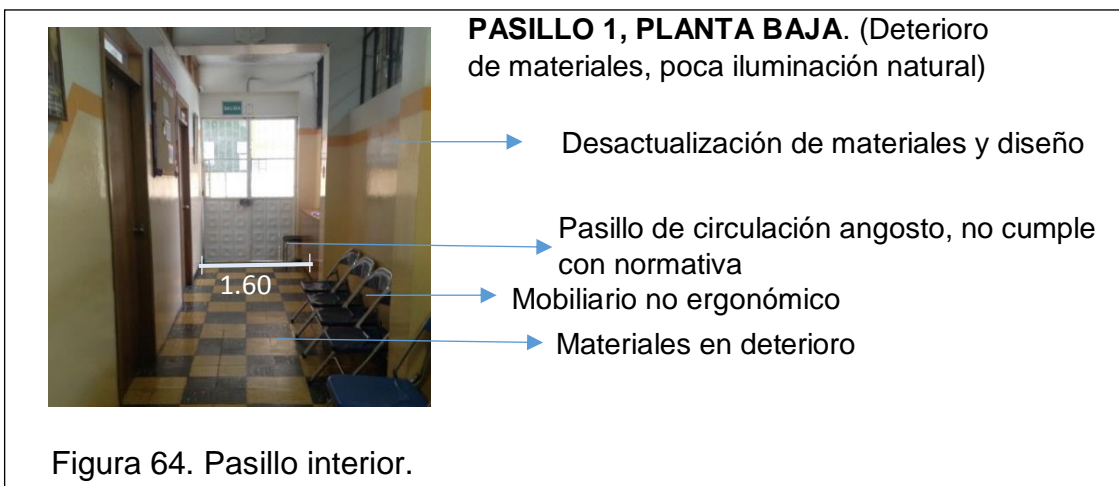 PASILLO 1, PLANTA BAJA. (Deterioro
de materiales, poca iluminación natural)
SALIDA
Desactualización de materiales y diseño
Pasillo de circulación angosto, no cumple
con normativa
1.60
Mobiliario no ergonómico
Materiales en deterioro
Figura 64. Pasillo interior.